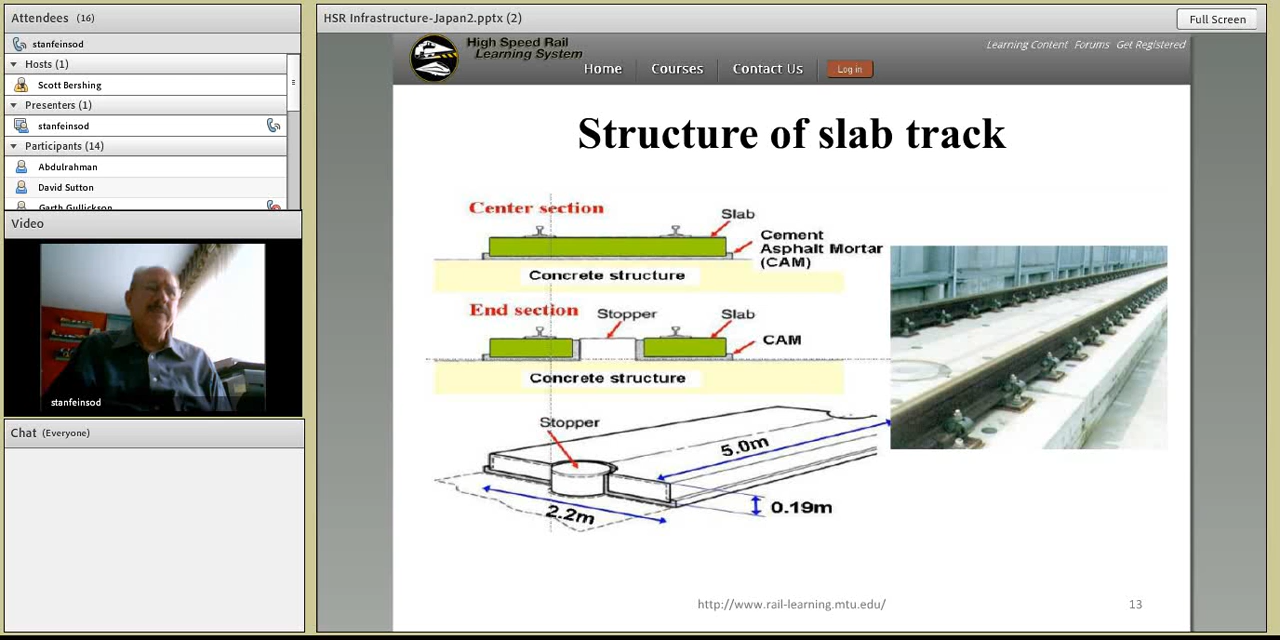 Attendees (16)
stanfeinsod
Hosts (1)
Scott Bershing
Presenters (1)
stanfeinsod
Participants (14)
Abdulrahman
David Sutton
Garth Gullickson
Video
stanfeinsod
Chat (Everyone)
HSR Infrastructure-Japan2.pptx (2)
Full Screen
High Speed Rail
Learning System
Learning Content Forums Get Registered
Home Courses Contact Us Log in
Structure of slab track
Center section
Slab
Cement
Asphalt Mortar
(CAM)
Concrete structure
End section
Stopper
Slab
CAM
Concrete structure
Stopper
5.0m
2.2m
0.19m
http://www.rail-learning.mtu.edu/
13